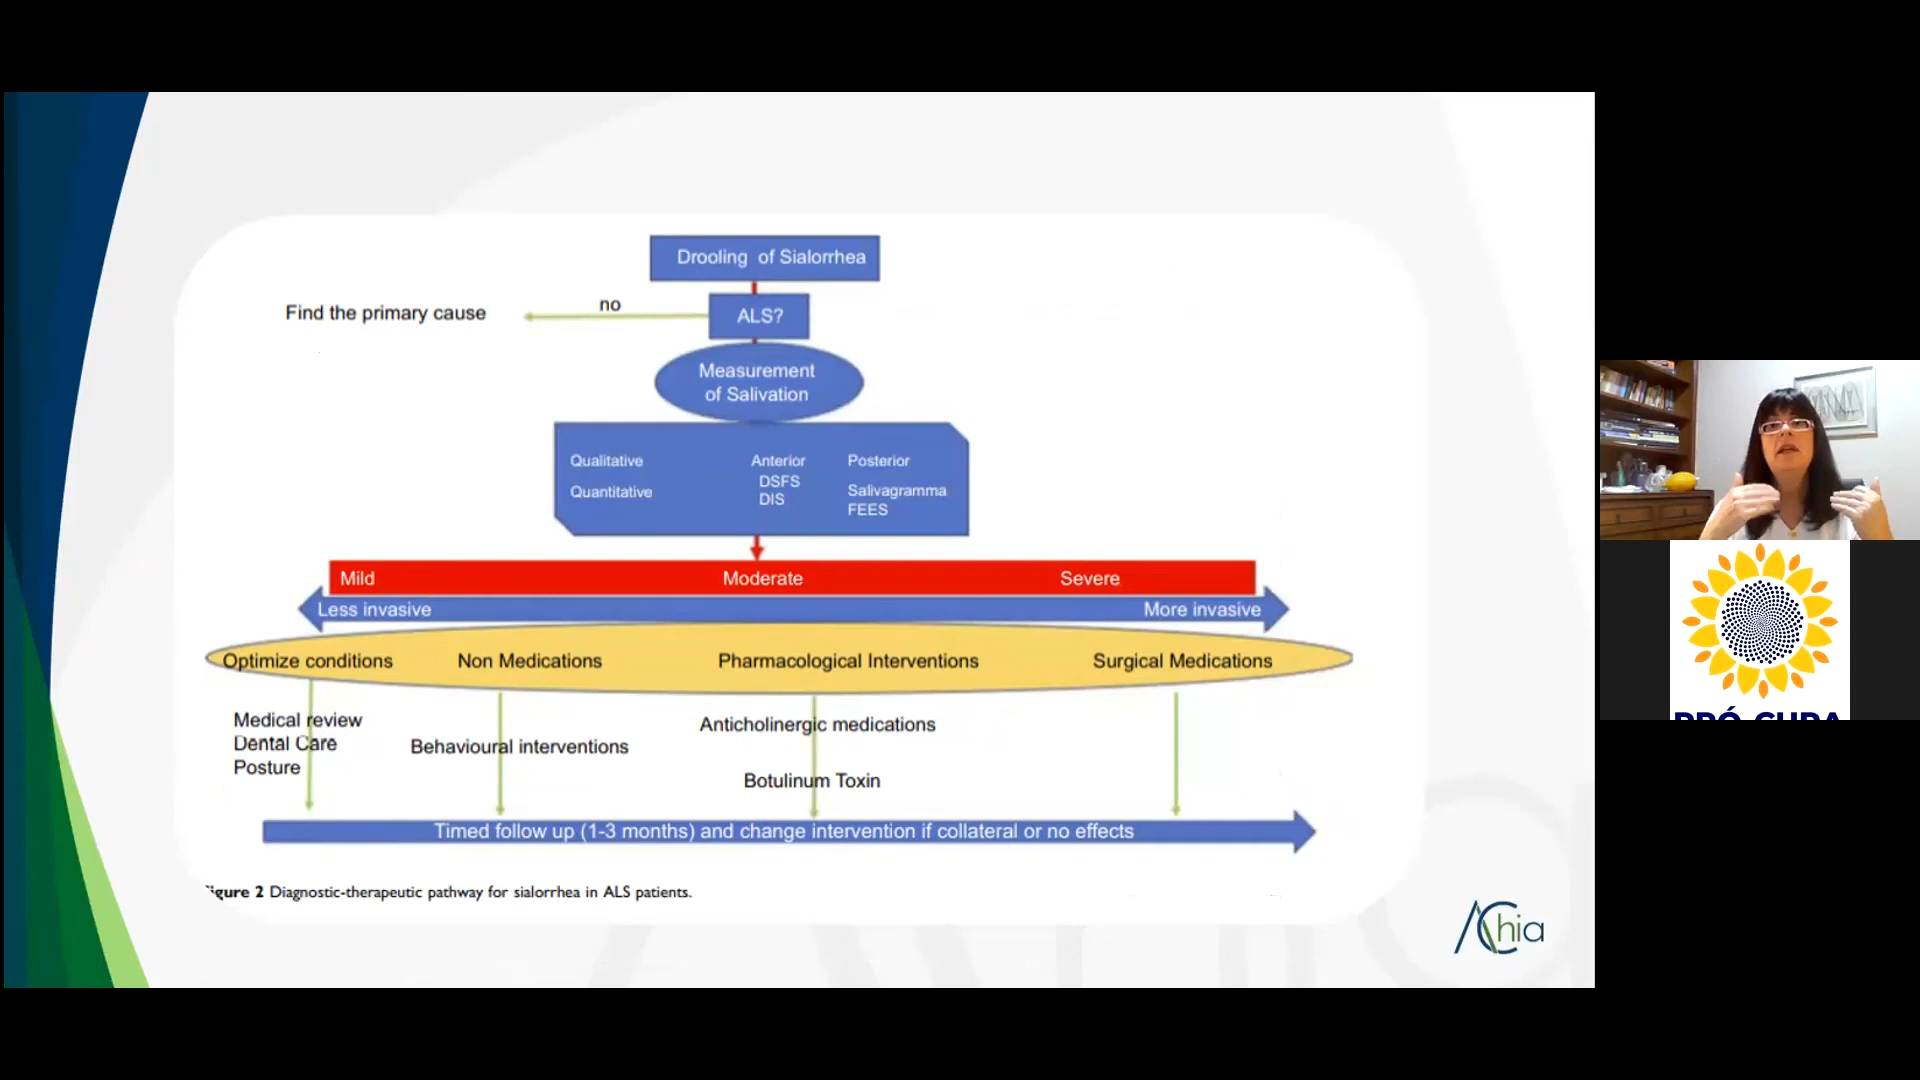 Drooling of Sialorrhea
no
Find the primary cause
ALS?
Measurement
of Salivation
Qualitative Anterior Posterior
DSFS
Quantitative DIS Salivagramma
FEES
Mild Moderate Severe
Less invasive More invasive
Optimize conditions Non Medications Pharmacological Interventions Surgical Medications
Medical review
Dental Care
Posture
Behavioural interventions
Anticholinergic medications
Botulinum Toxin
Timed follow up (1-3 months) and change intervention if collateral or no effects
igure 2 Diagnostic-therapeutic pathway for sialorrhea in ALS patients.
AChia
PRÓ-CURA